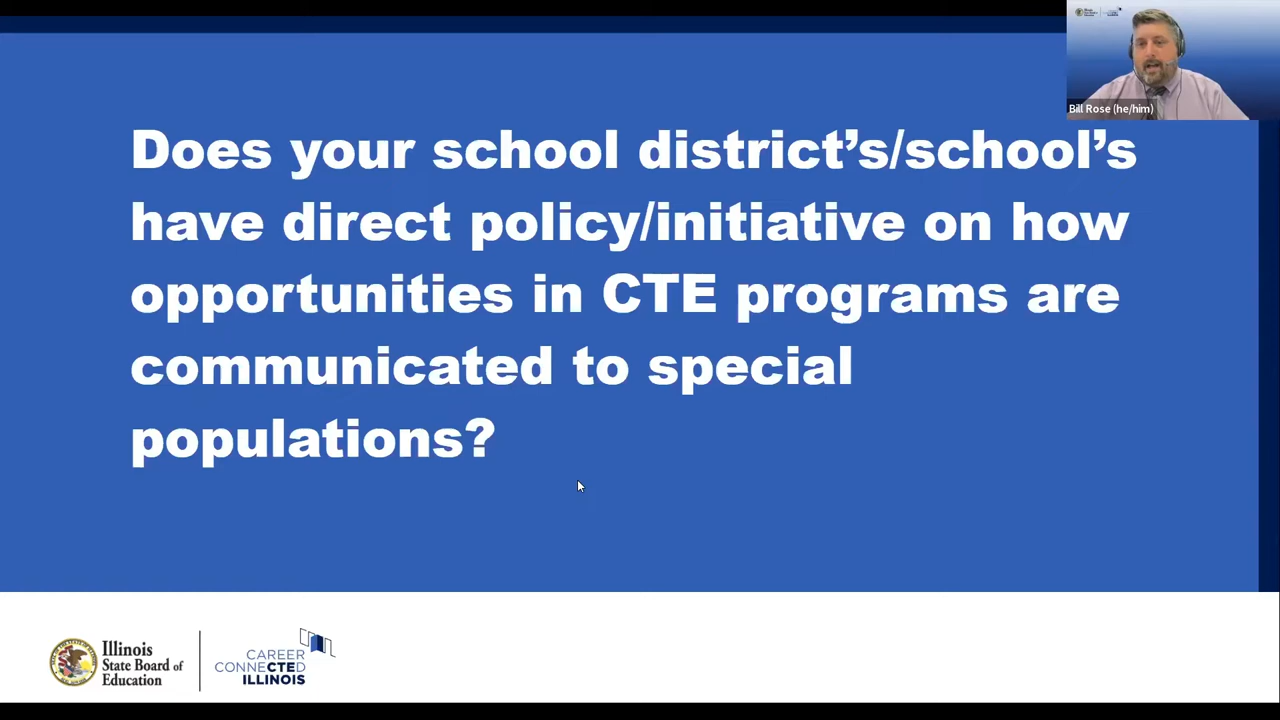 Does your school district’s/school’s
have direct policy/initiative on how
opportunities in CTE programs are
communicated to special
populations?
Bill Rose (he/him)
Illinois
State Board of
Education
CAREER
CONNECTED
ILLINOIS